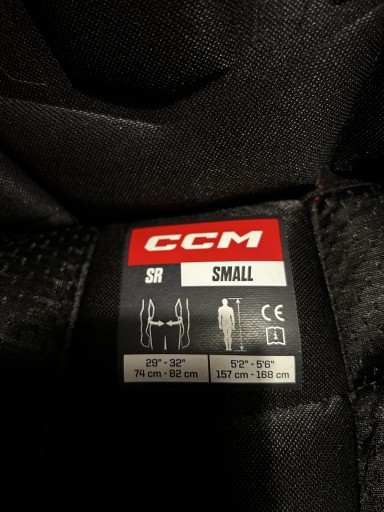 CCM
SR SMALL
CE
i
29" - 32" 5'2" - 5'6"
74 cm - 82 cm 157 cm - 168 cm